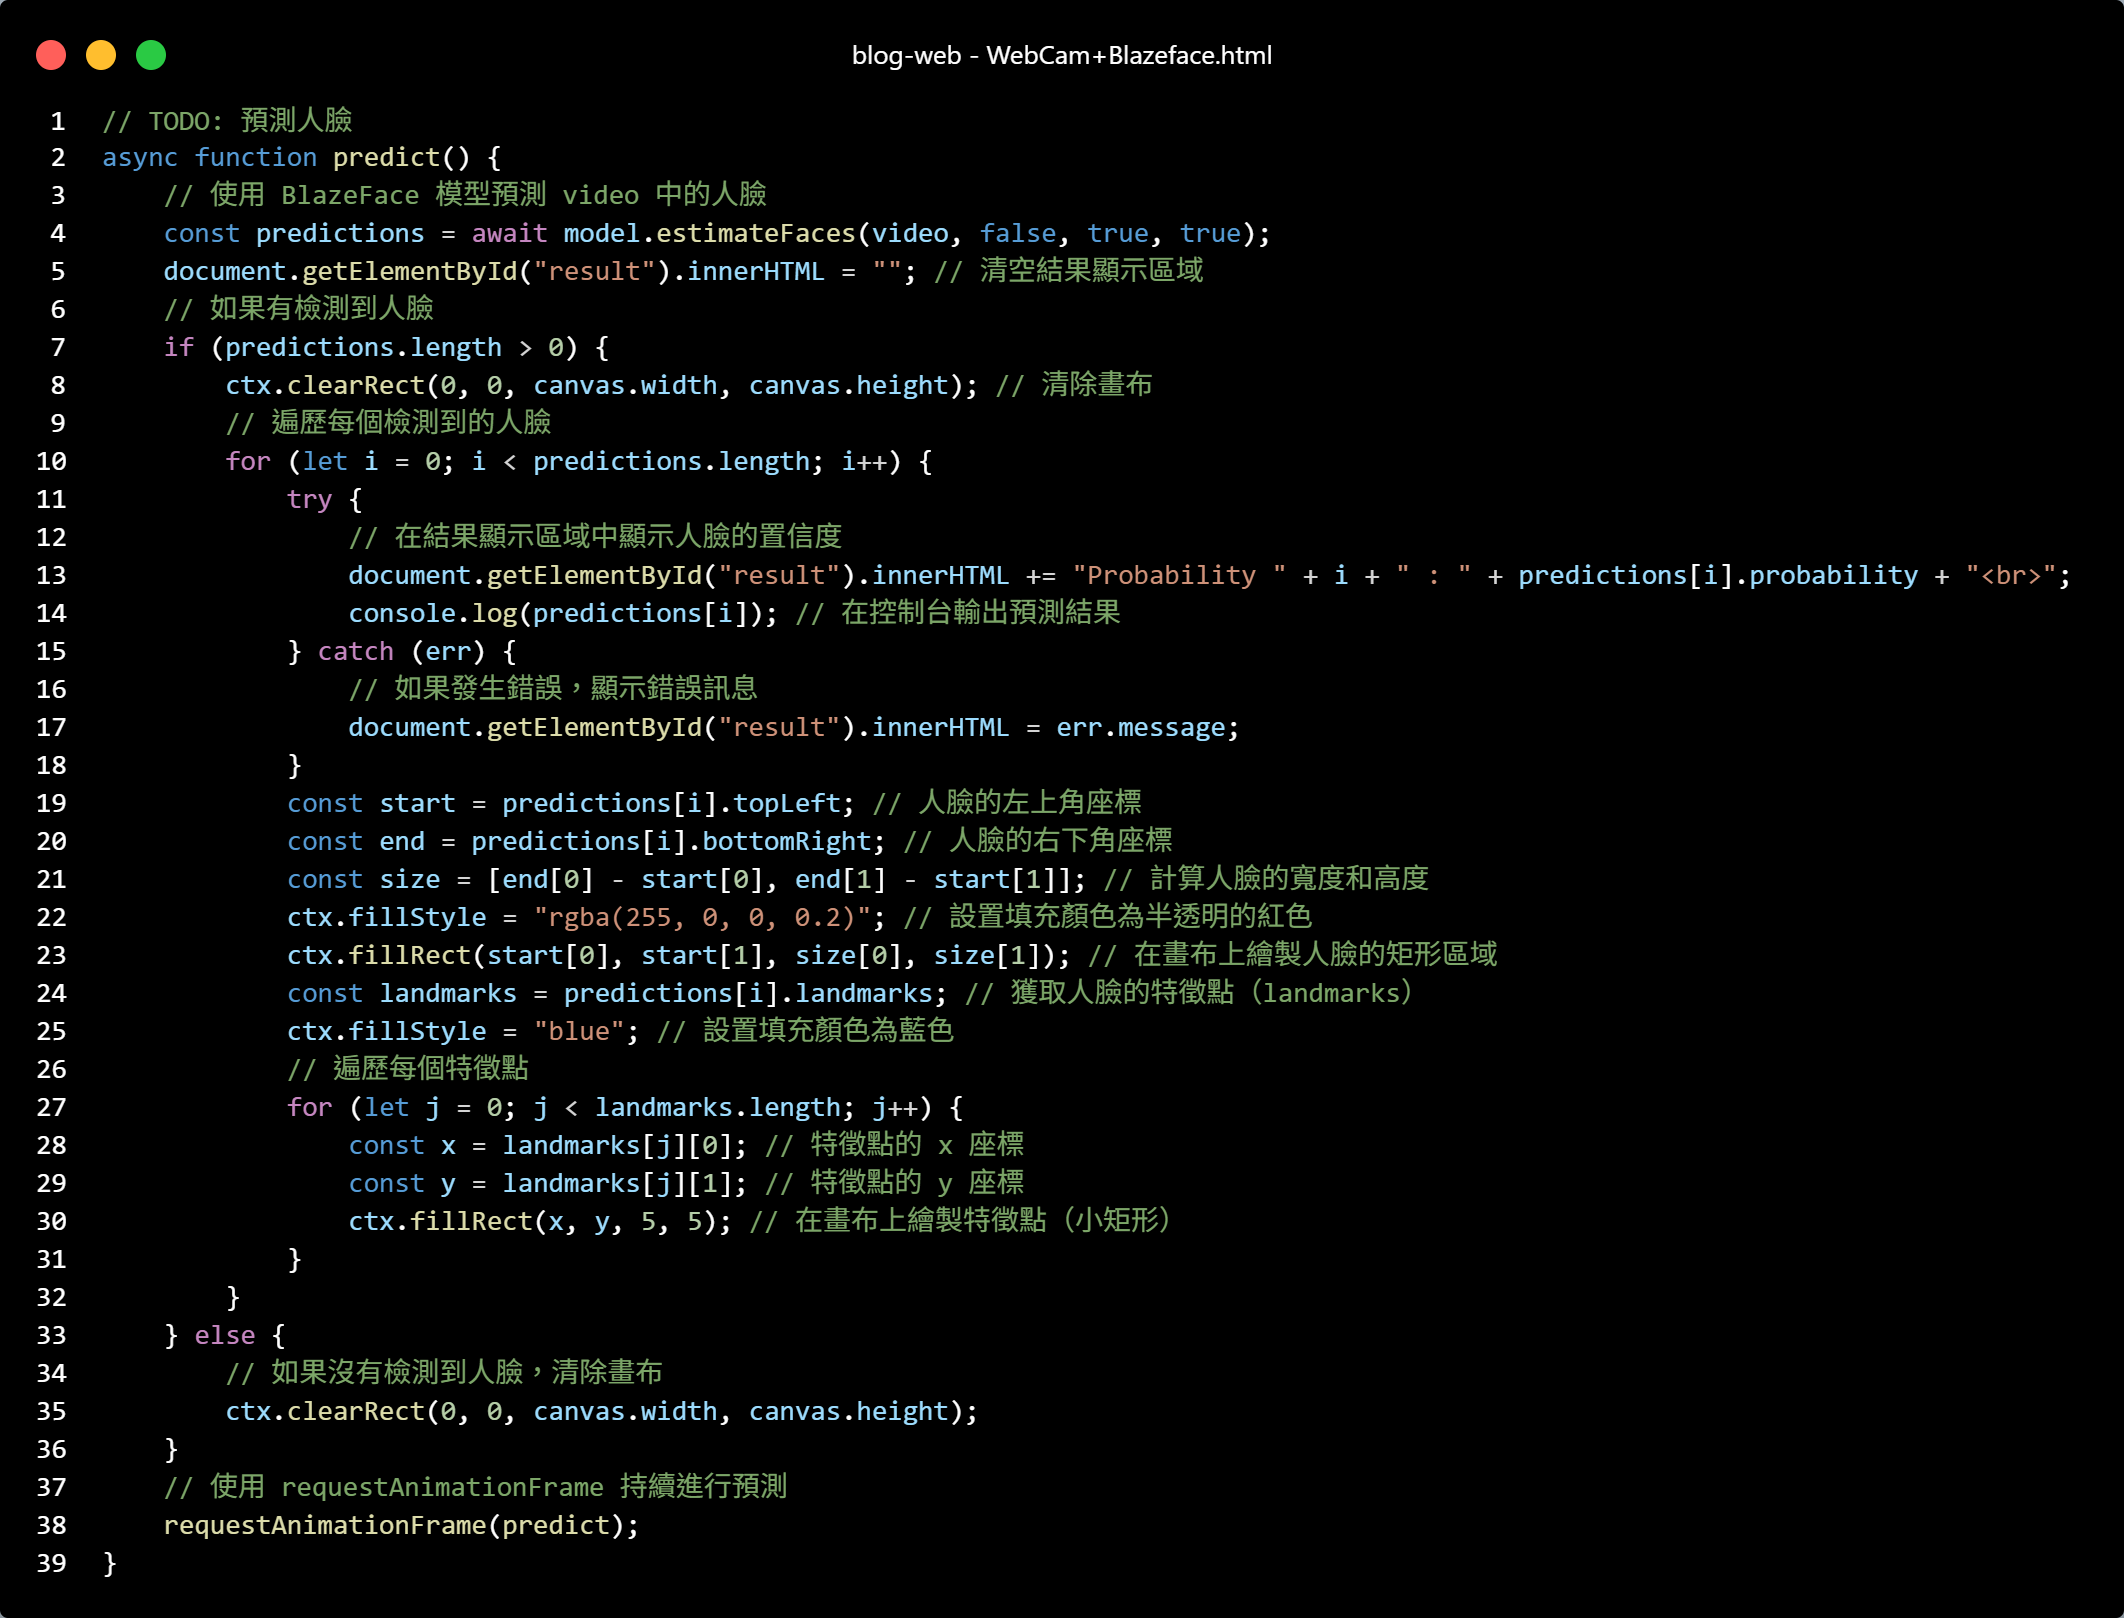 blog-web - WebCam+Blazeface.html
1 // TODO: 預測人臉
2 async function predict() {
3     // 使用 BlazeFace 模型預測 video 中的人臉
4     const predictions = await model.estimateFaces(video, false, true, true);
5     document.getElementById("result").innerHTML = ""; // 清空結果顯示區域
6     // 如果有檢測到人臉
7     if (predictions.length > 0) {
8         ctx.clearRect(0, 0, canvas.width, canvas.height); // 清除畫布
9         // 遍歷每個檢測到的人臉
10         for (let i = 0; i < predictions.length; i++) {
11             try {
12                 // 在結果顯示區域中顯示人臉的置信度
13                 document.getElementById("result").innerHTML += "Probability " + i + " : " + predictions[i].probability + "<br>";
14                 console.log(predictions[i]); // 在控制台輸出預測結果
15             } catch (err) {
16                 // 如果發生錯誤，顯示錯誤訊息
17                 document.getElementById("result").innerHTML = err.message;
18             }
19             const start = predictions[i].topLeft; // 人臉的左上角座標
20             const end = predictions[i].bottomRight; // 人臉的右下角座標
21             const size = [end[0] - start[0], end[1] - start[1]]; // 計算人臉的寬度和高度
22             ctx.fillStyle = "rgba(255, 0, 0, 0.2)"; // 設置填充顏色為半透明的紅色
23             ctx.fillRect(start[0], start[1], size[0], size[1]); // 在畫布上繪製人臉的矩形區域
24             const landmarks = predictions[i].landmarks; // 獲取人臉的特徵點（landmarks）
25             ctx.fillStyle = "blue"; // 設置填充顏色為藍色
26             // 遍歷每個特徵點
27             for (let j = 0; j < landmarks.length; j++) {
28                 const x = landmarks[j][0]; // 特徵點的 x 座標
29                 const y = landmarks[j][1]; // 特徵點的 y 座標
30                 ctx.fillRect(x, y, 5, 5); // 在畫布上繪製特徵點（小矩形）
31             }
32         }
33     } else {
34         // 如果沒有檢測到人臉，清除畫布
35         ctx.clearRect(0, 0, canvas.width, canvas.height);
36     }
37     // 使用 requestAnimationFrame 持續進行預測
38     requestAnimationFrame(predict);
39 }